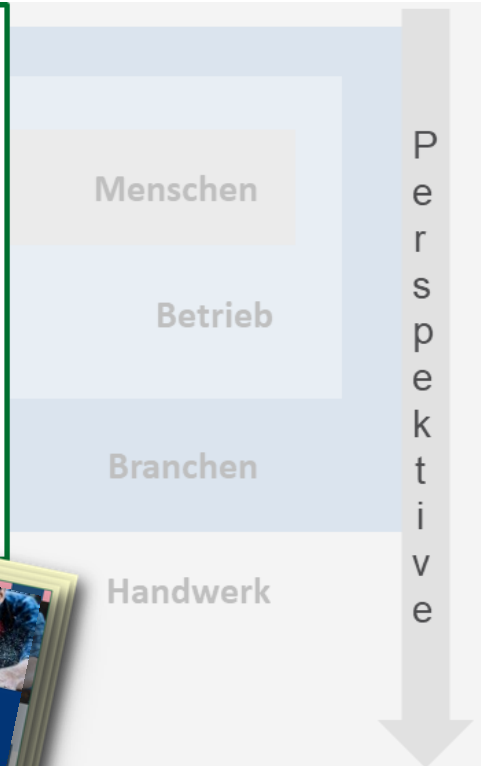 Menschen
Betrieb
Branchen
Handwerk
Perspektive